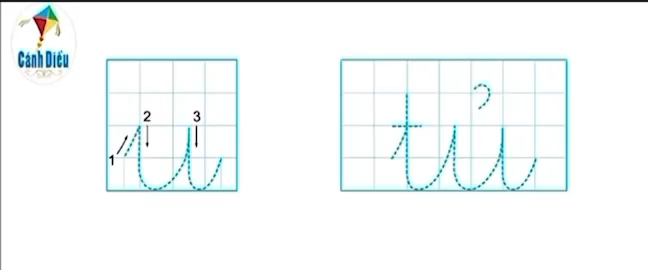 Cánh Diều
1 2 3
u
tủ